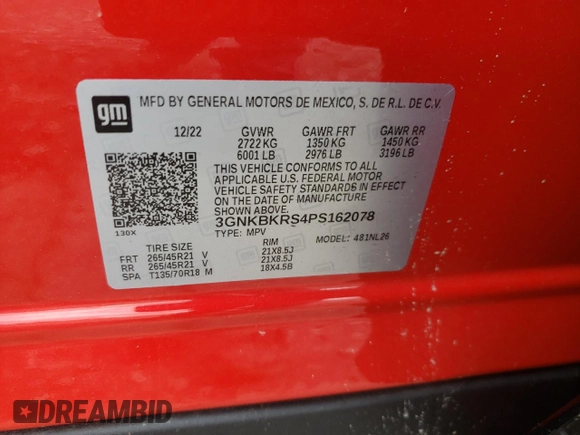 gm
MFD BY GENERAL MOTORS DE MEXICO, S. DE R.L. DE C.V.
12/22 GVWR GAWR FRT GAWR RR
2722 KG 1350 KG 1450 KG
6001 LB 2976 LB 3196 LB
THIS VEHICLE CONFORMS TO ALL
APPLICABLE U.S. FEDERAL MOTOR
VEHICLE SAFETY STANDARDS IN EFFECT
ON THE DATE OF MANUFACTURE
SHOWN ABOVE.
3GNKBKRS4PS162078
130X TYPE: MPV MODEL: 481NL26
TIRE SIZE RIM
FRT 265/45R21 V 21X8.5J
RR 265/45R21 V 21X8.5J
SPA T135/70R18 M 18X4.5B
DREAMBID